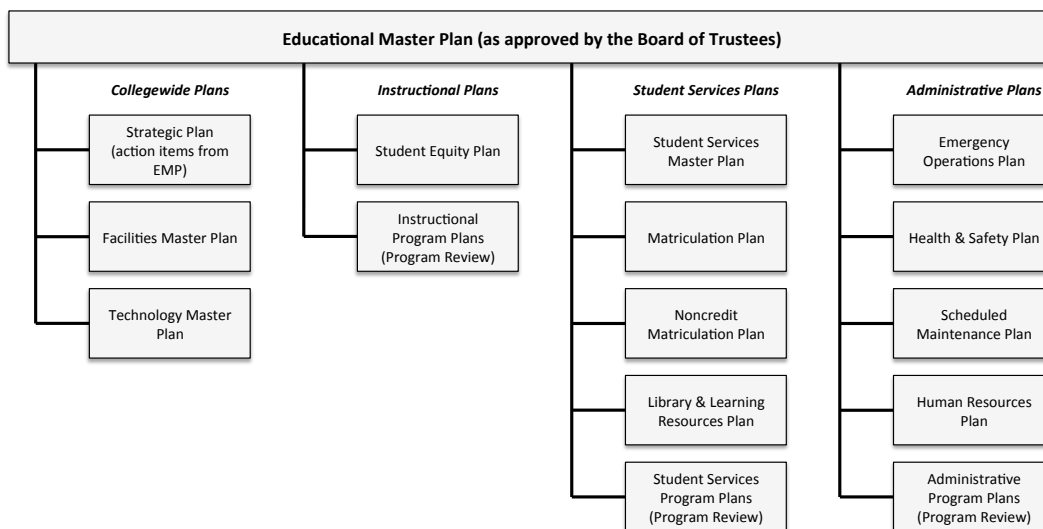 Educational Master Plan (as approved by the Board of Trustees)
Collegewide Plans
Strategic Plan
(action items from
EMP)
Facilities Master Plan
Technology Master
Plan
Instructional Plans
Student Equity Plan
Instructional
Program Plans
(Program Review)
Student Services Plans
Student Services
Master Plan
Matriculation Plan
Noncredit
Matriculation Plan
Library & Learning
Resources Plan
Student Services
Program Plans
(Program Review)
Administrative Plans
Emergency
Operations Plan
Health & Safety Plan
Scheduled
Maintenance Plan
Human Resources
Plan
Administrative
Program Plans
(Program Review)